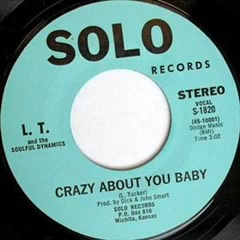 SOLO
RECORDS
STEREO
VOCAL
S-1820
(45-10001)
Dodge Music
(BMI)
Time 3.02
L. T.
and the
SOULFUL DYNAMICS
CRAZY ABOUT YOU BABY
(L. Tucker)
Prod. by Dick & John Smart
SOLO RECORDS
P.O. Box 816
Wichita, Kansas